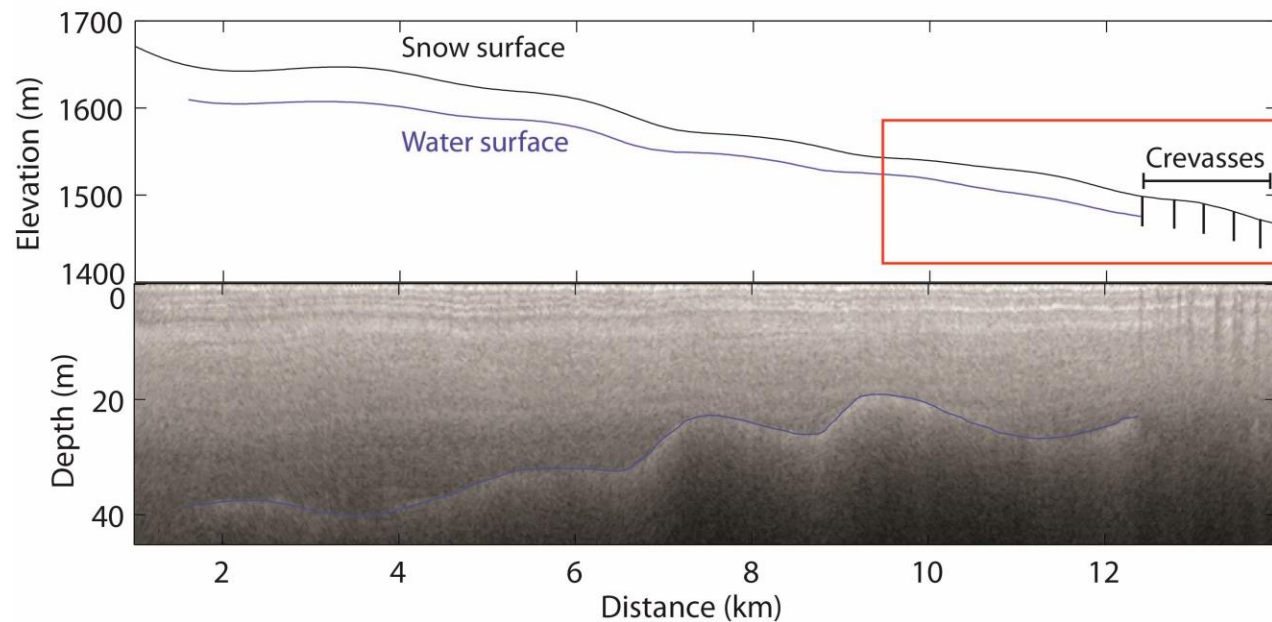 1700
Snow surface
1600
Water surface
Crevasses
1500
1400
Elevation (m)
0
20
40
Depth (m)
2 4 6 8 10 12
Distance (km)